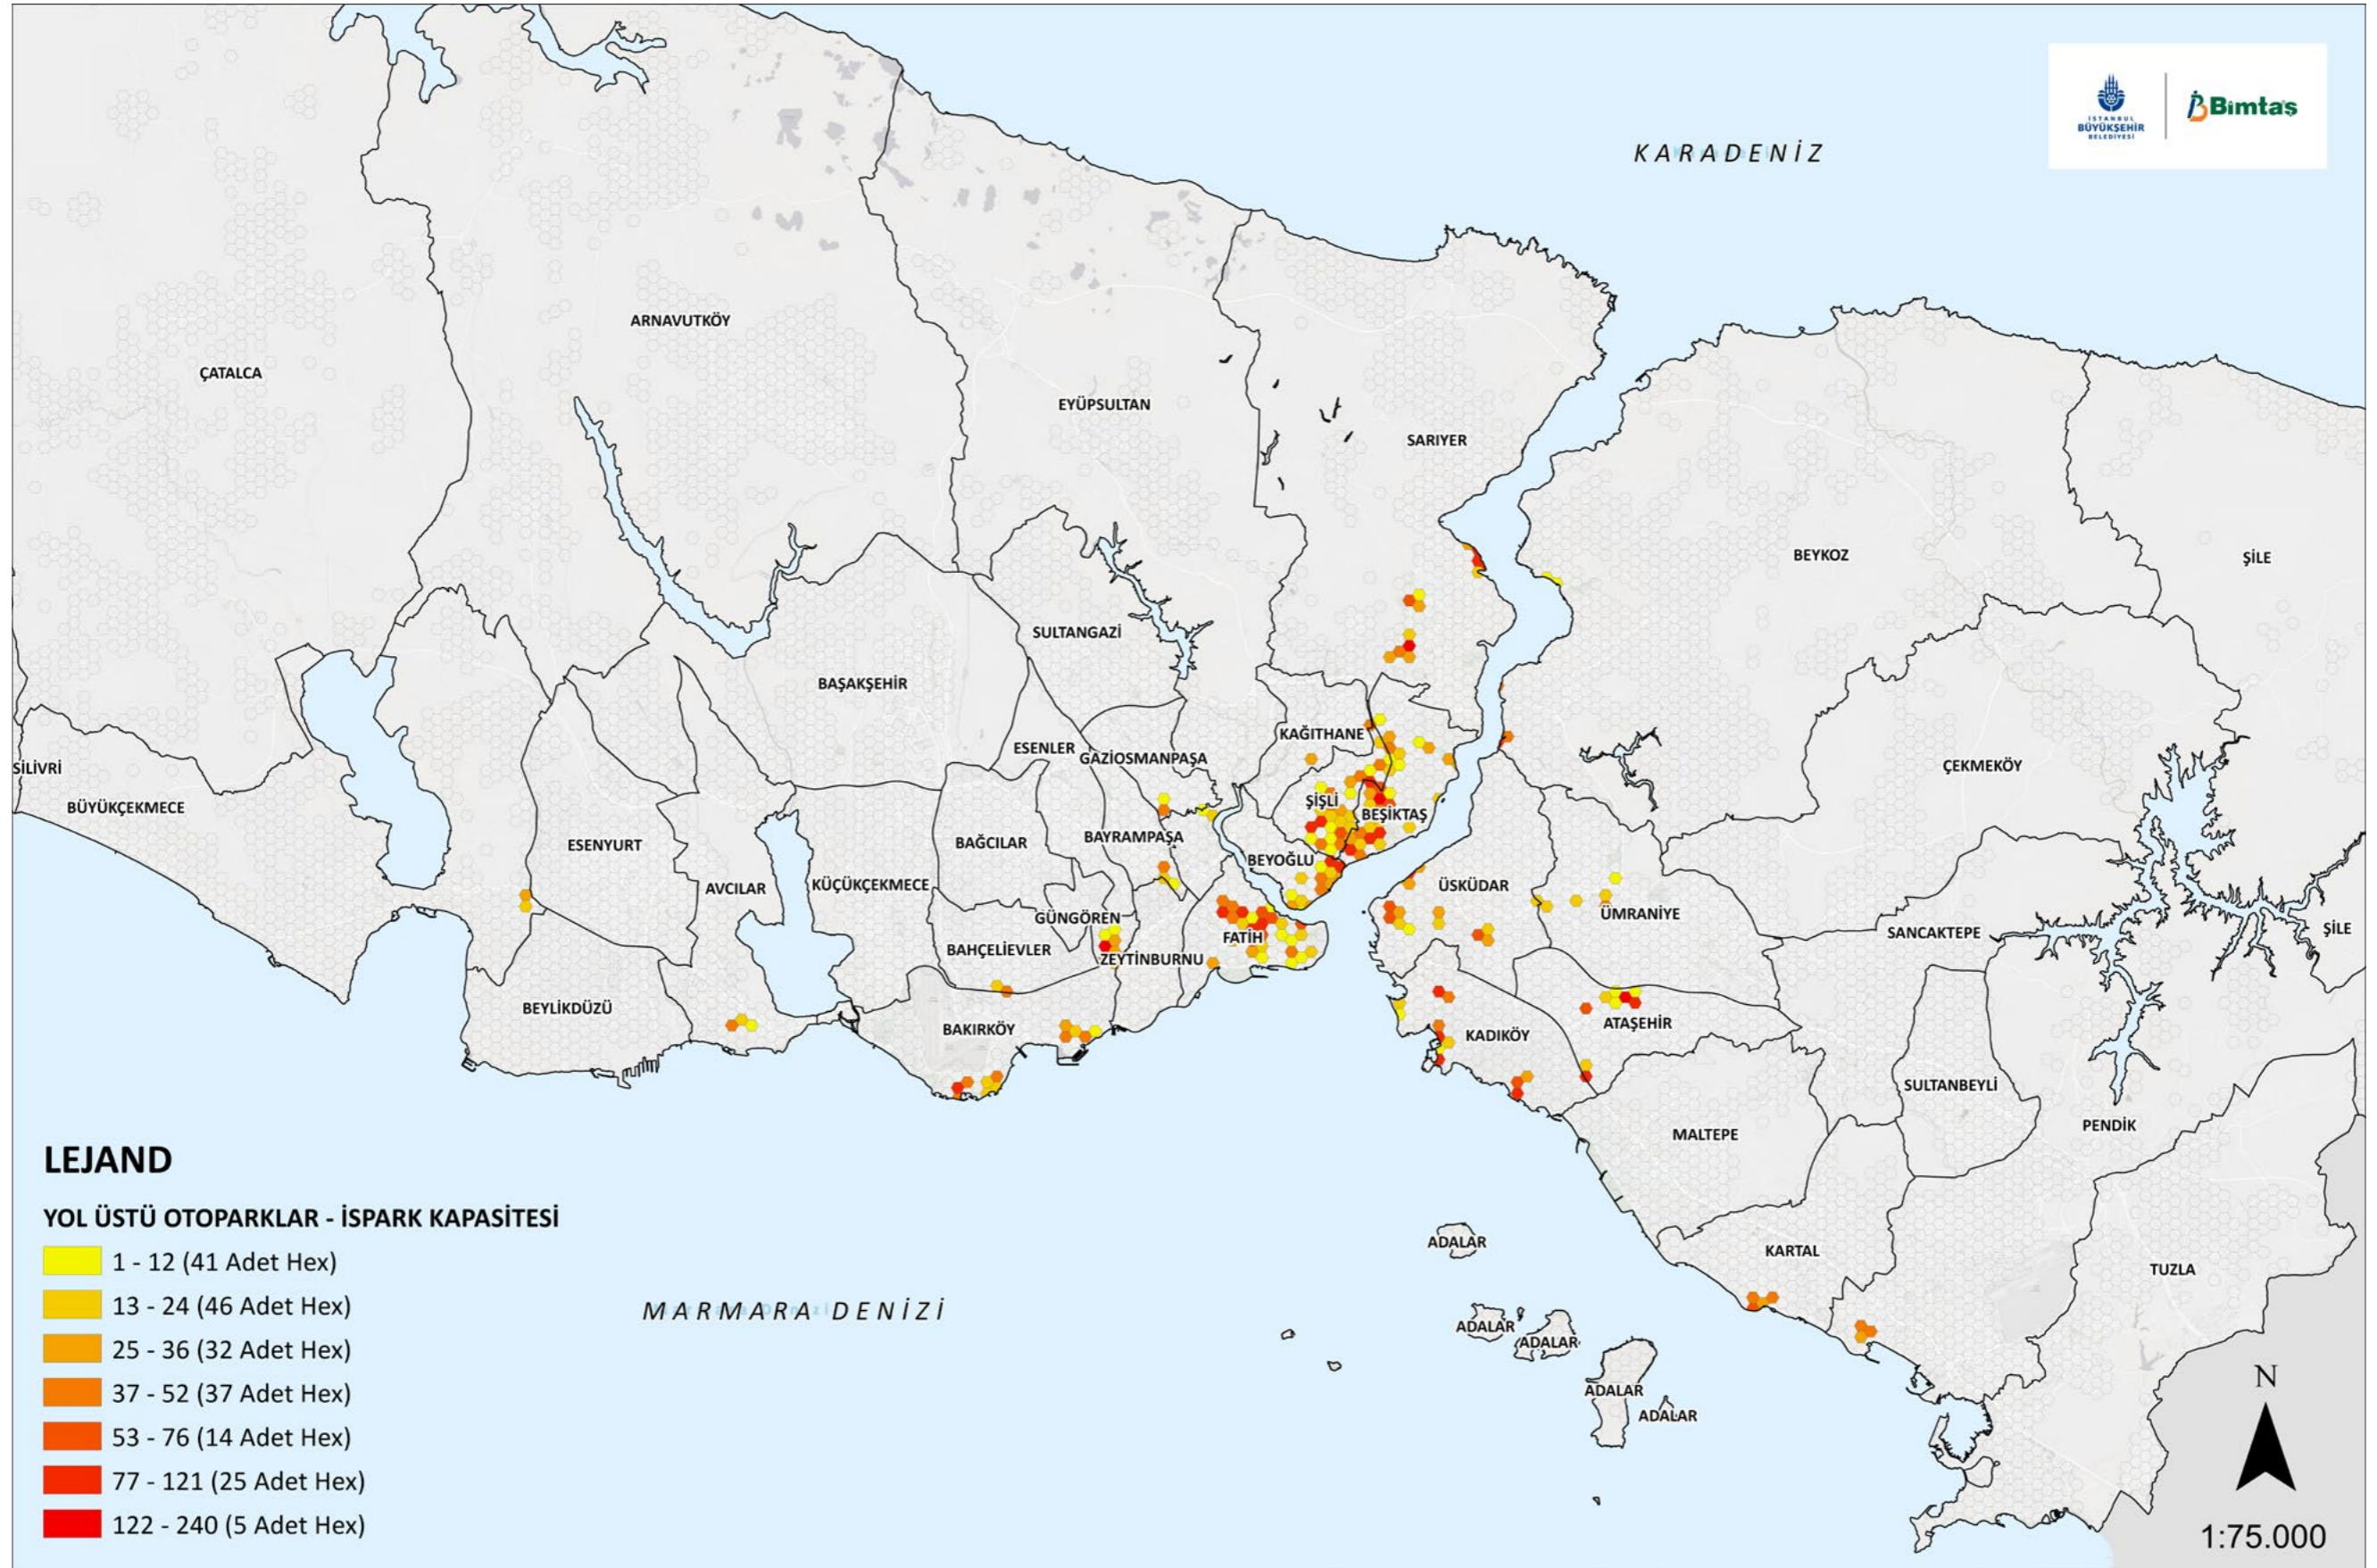 İSTANBUL
BÜYÜKŞEHİR
BELEDİYESİ
Bimtaş
KARADENİZ
ARNAVUTKÖY
ÇATALCA
EYÜPSULTAN
SARIYER
BEYKOZ
ŞİLE
SULTANGAZİ
BAŞAKŞEHİR
KAĞITHANE
ESENLER
GAZİOSMANPAŞA
SİLİVRİ
ÇEKMEKÖY
BÜYÜKÇEKMECE
ŞİŞLİ
BEŞİKTAŞ
BAYRAMPAŞA
BAĞCILAR
ESENYURT
BEYOĞLU
AVCILAR
KÜÇÜKÇEKMECE
ÜSKÜDAR
ÜMRANİYE
GÜNGÖREN
ŞİLE
SANCAKTEPE
FATİH
BAHÇELİEVLER
ZEYTİNBURNU
BEYLİKDÜZÜ
ATAŞEHİR
BAKIRKÖY
KADIKÖY
SULTANBEYLİ
PENDİK
MALTEPE
LEJAND
YOL ÜSTÜ OTOPARKLAR - İSPARK KAPASİTESİ
1 - 12 (41 Adet Hex)
13 - 24 (46 Adet Hex)
25 - 36 (32 Adet Hex)
37 - 52 (37 Adet Hex)
53 - 76 (14 Adet Hex)
77 - 121 (25 Adet Hex)
122 - 240 (5 Adet Hex)
MARMARA DENİZİ
ADALAR
KARTAL
TUZLA
ADALAR
ADALAR
ADALAR
ADALAR
N
1:75.000